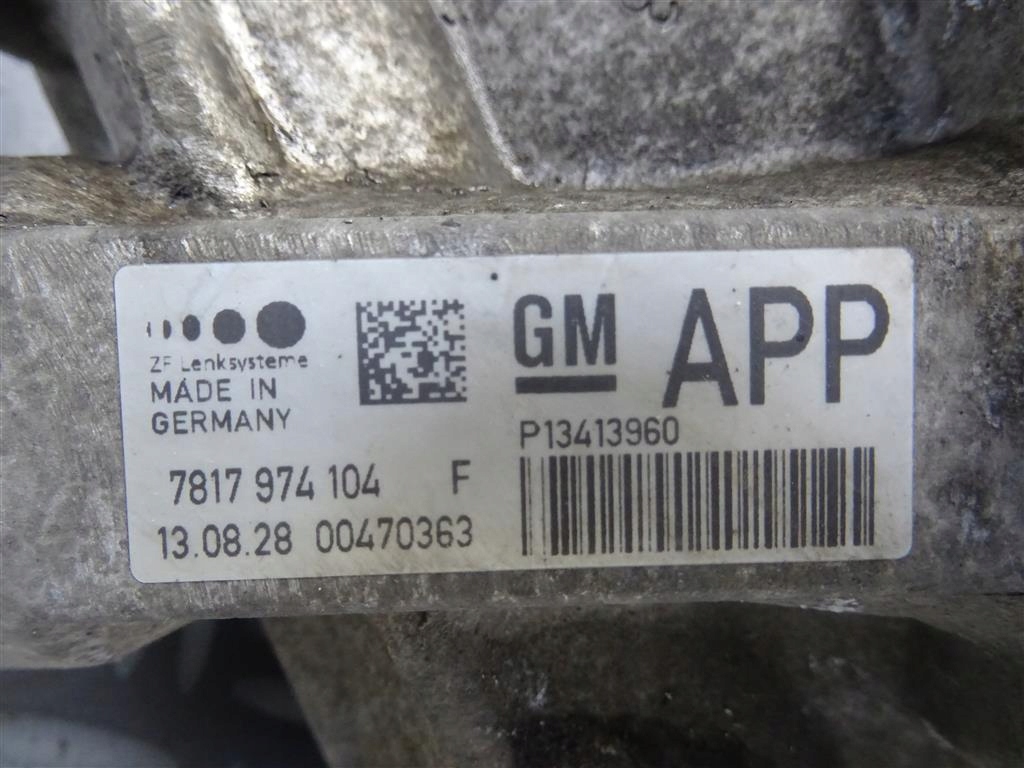 ZF Lenksysteme
MADE IN
GERMANY
7817 974 104 F
13.08.28 00470363
GM APP
P13413960